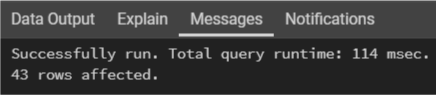 Data Output Explain Messages Notifications
Successfully run. Total query runtime: 114 msec.
43 rows affected.